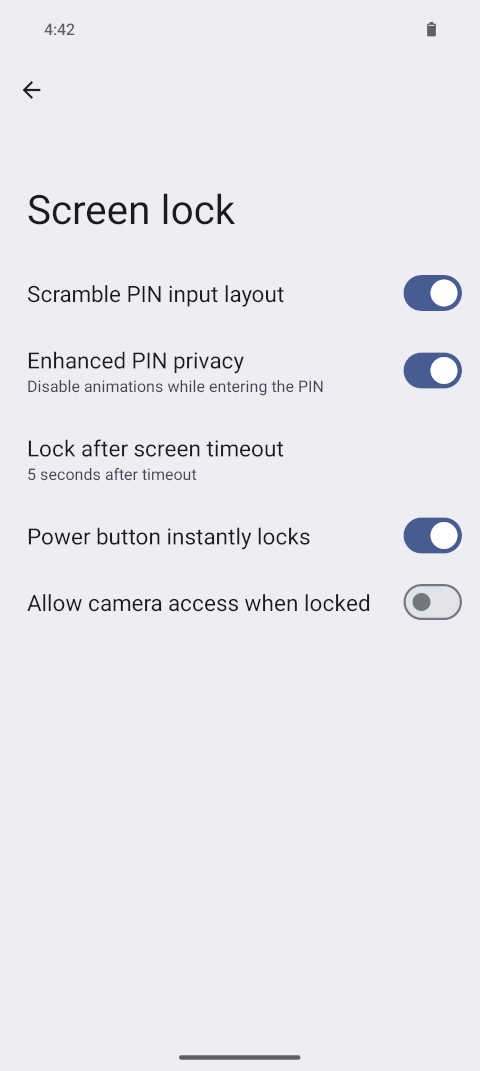 4:42
Screen lock
Scramble PIN input layout
Enhanced PIN privacy
Disable animations while entering the PIN
Lock after screen timeout
5 seconds after timeout
Power button instantly locks
Allow camera access when locked